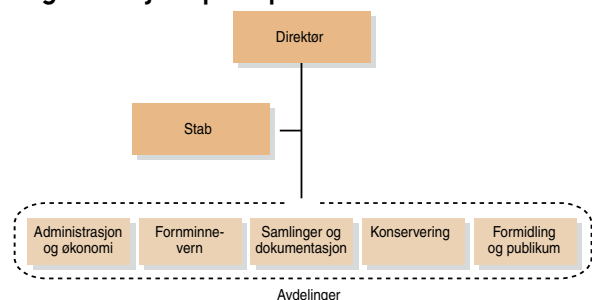 Direktør
Stab
Administrasjon
og økonomi
Fornminne-
vern
Samlinger og
dokumentasjon
Konservering
Formidling
og publikum
Avdelinger